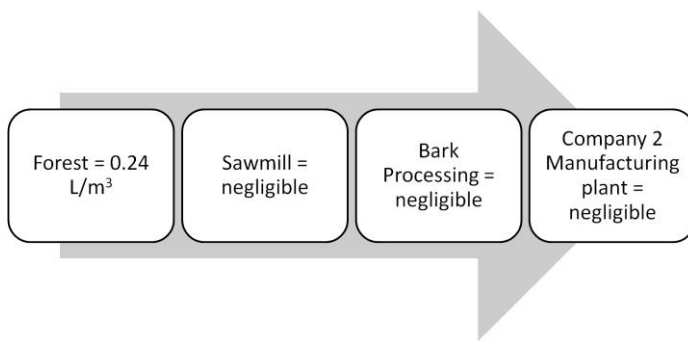 Forest = 0.24
L/m³
Sawmill =
negligible
Bark
Processing =
negligible
Company 2
Manufacturing
plant =
negligible